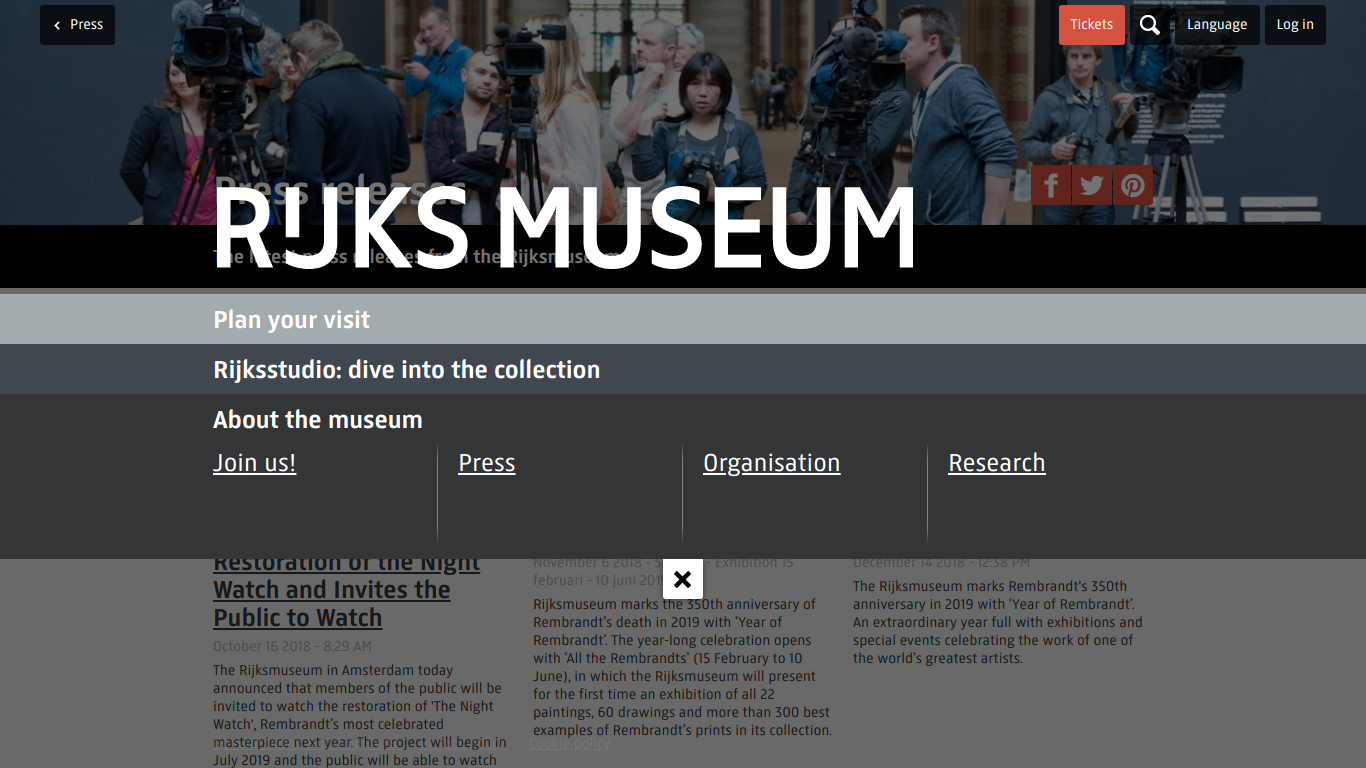 Press
Tickets
Language
Log in
Press releases
RIJKS MUSEUM
The latest press releases from the Rijksmuseum
Plan your visit
Rijksstudio: dive into the collection
About the museum
Join us!
Press
Organisation
Research
Restoration of the Night
Watch and Invites the
Public to Watch
October 16 2018 - 8:29 AM
The Rijksmuseum in Amsterdam today
announced that members of the public will be
invited to watch the restoration of 'The Night
Watch', Rembrandt's most celebrated
masterpiece next year. The project will begin in
July 2019 and the public will be able to watch
November 6 2018 - Exhibition 15
februari - 10 juni 2019
Rijksmuseum marks the 350th anniversary of
Rembrandt's death in 2019 with ‘Year of
Rembrandt’. The year-long celebration opens
with ‘All the Rembrandts’ (15 February to 10
June), in which the Rijksmuseum will present
for the first time an exhibition of all 22
paintings, 60 drawings and more than 300 best
examples of Rembrandt's prints in its collection.
Cookie policy
December 14 2018 - 12:38 PM
The Rijksmuseum marks Rembrandt's 350th
anniversary in 2019 with ‘Year of Rembrandt’.
An extraordinary year full with exhibitions and
special events celebrating the work of one of
the world's greatest artists.